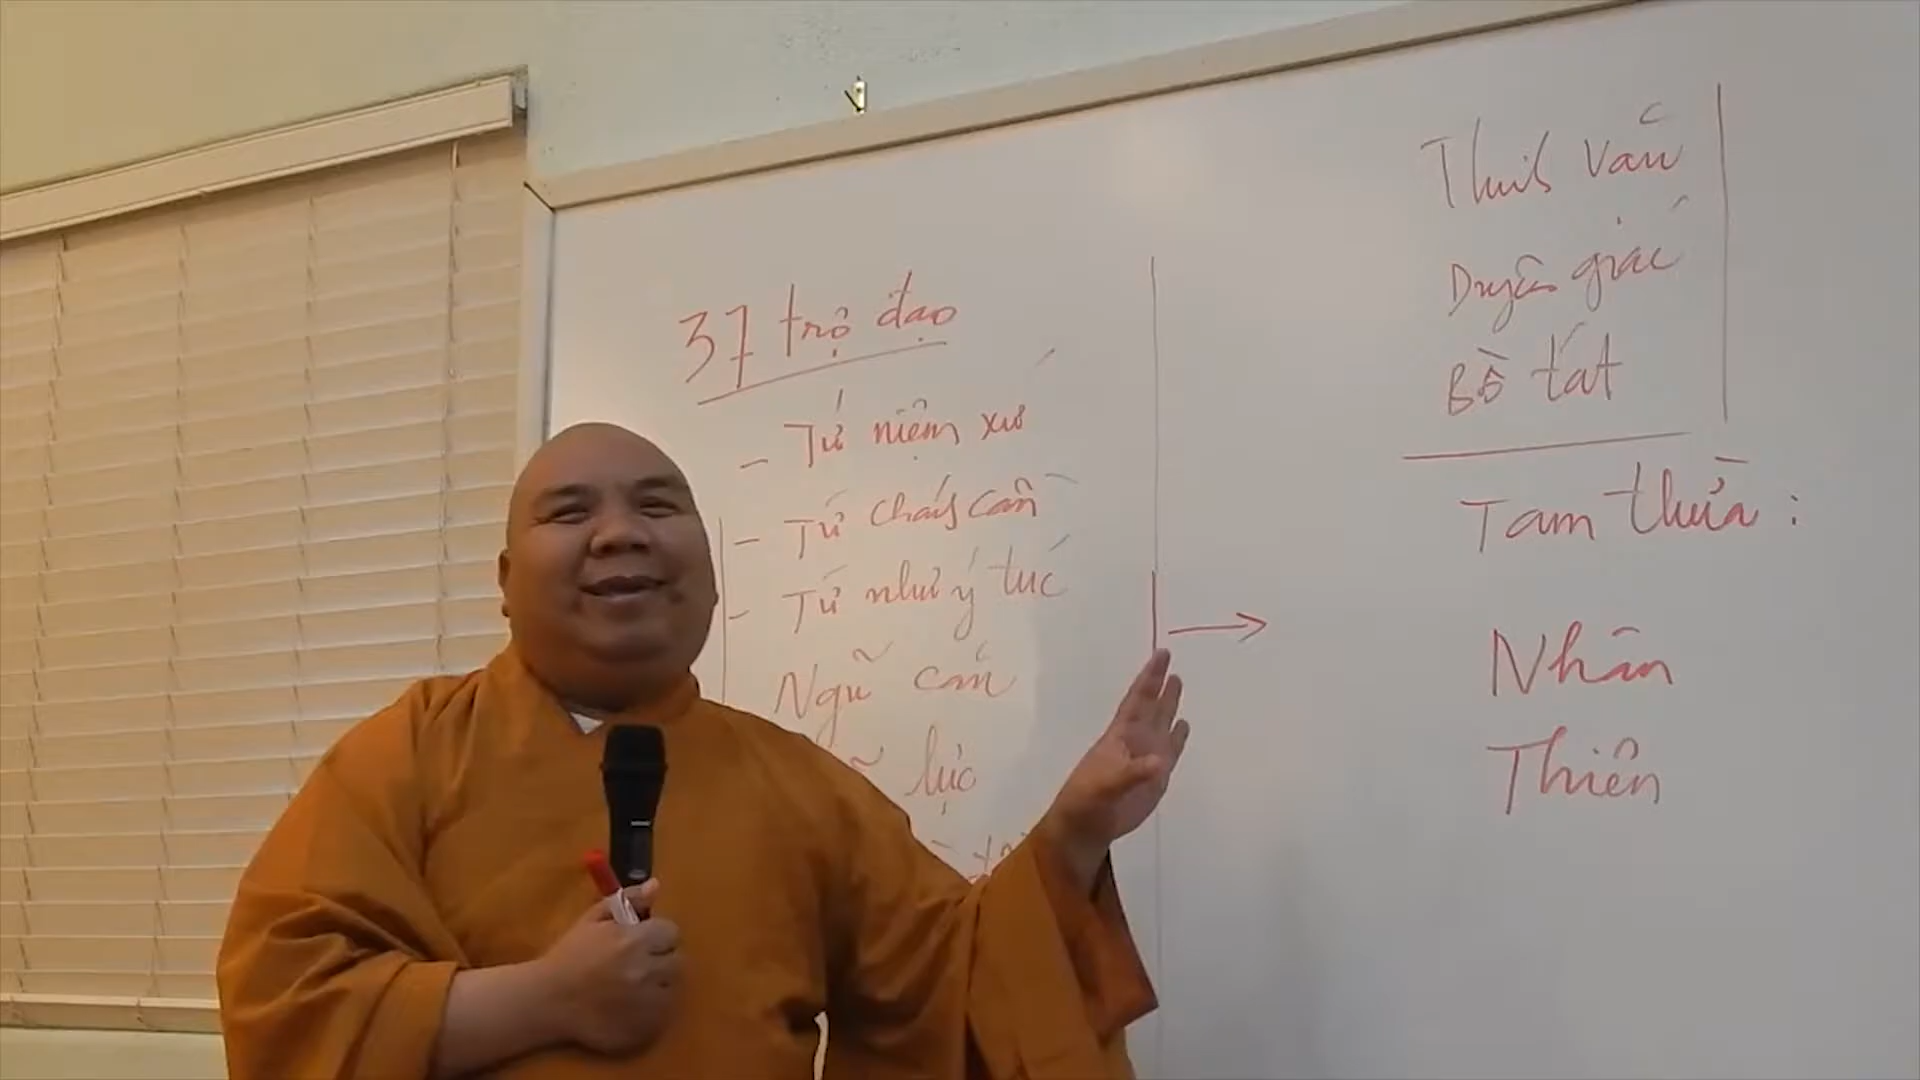 37 trợ đạo
- Tứ niệm xứ
- Tứ chánh cần
- Tứ như ý túc
Ngũ căn
lực
Thinh Văn
Duyên giác
Bồ tát
Tam thừa :
Nhân
Thiên